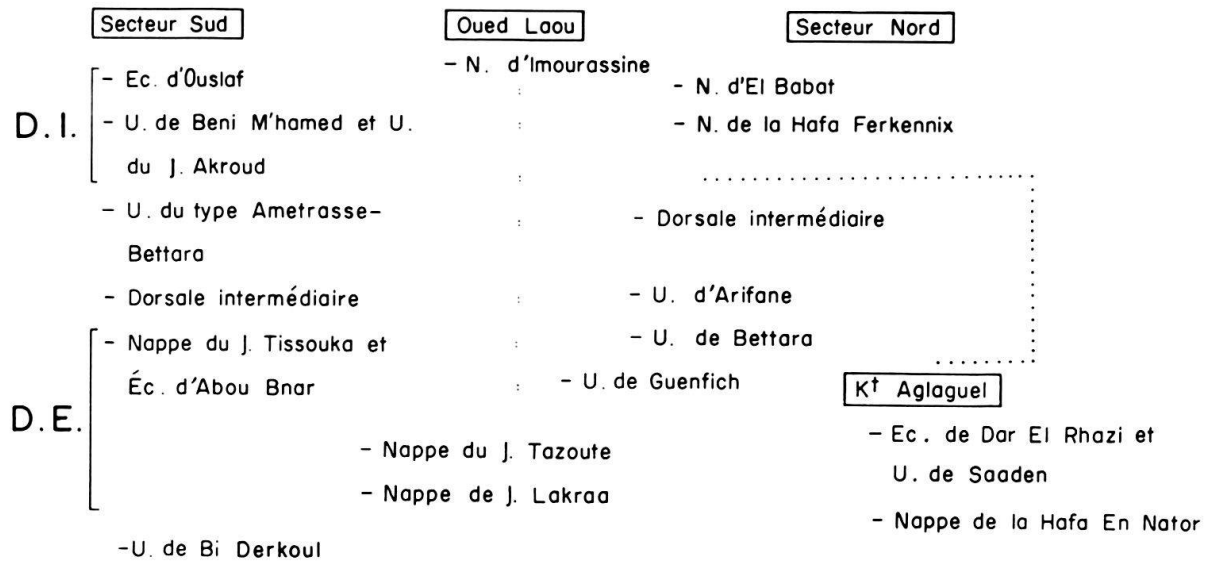 Secteur Sud
Oued Laou
Secteur Nord
D.I.
- Ec. d'Ouslaf
- U. de Beni M'hamed et U.
du J. Akroud
- U. du type Ametrasse-
Bettara
- Dorsale intermédiaire
D.E.
- Nappe du J. Tissouka et
Éc. d'Abou Bnar
- N. d'Imourassine
- N. d'El Babat
- N. de la Hafa Ferkennix
- Dorsale intermédiaire
- U. d'Arifane
- U. de Bettara
- U. de Guenfich
- Nappe du J. Tazoute
- Nappe de J. Lakraa
-U. de Bi Derkoul
Kt Aglaguel
- Ec. de Dar El Rhazi et
U. de Saaden
- Nappe de la Hafa En Nator